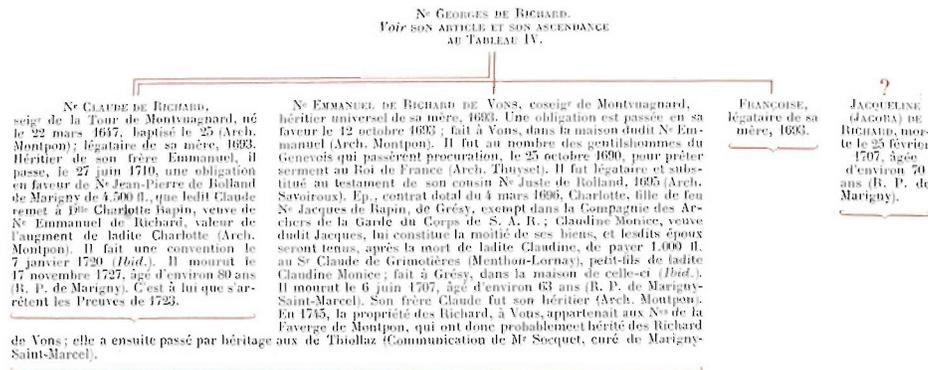 Ne Georges de Richard.
Voir son article et son ascendance
au Tableau IV.
Ne Claude de Richard,
seigr de la Tour de Montvuagnard, né
le 22 mars 1647, baptisé le 25 (Arch.
Montpon) ; légataire de sa mère, 1693.
Héritier de son frère Emmanuel, il
passe, le 27 juin 1710, une obligation
en faveur de Ne Jean-Pierre de Rolland
de Marigny de 4.500 fl., que ledit Claude
remet à Dlle Charlotte Rapin, veuve de
Ne Emmanuel de Richard, valeur de
l'augment de ladite Charlotte (Arch.
Montpon). Il fit une convention le
7 janvier 1720 (Ibid.). Il mourut le
17 novembre 1727, âgé d'environ 80 ans
(R. P. de Marigny). C'est à lui que s'ar-
rêtent les Preuves de 1723.
Ne Emmanuel de Richard de Vons, coseigr de Montvuagnard,
héritier universel de sa mère, 1693. Une obligation est passée en sa
faveur le 12 octobre 1693 ; fait à Vons, dans la maison dudit Ne Em-
manuel (Arch. Montpon). Il fut au nombre des gentilshommes du
Genevois qui passèrent procuration, le 25 octobre 1690, pour prêter
serment au Roi de France (Arch. Thuyset). Il fut légataire et subs-
titué au testament de son cousin Ne Juste de Rolland, 1695 (Arch.
Savoiroux). Ep., contrat dotal du 4 mars 1696, Charlotte, fille de feu
Ne Jacques de Rapin, de Grésy, exempt dans la Compagnie des Ar-
chers de la Garde du Corps de S. A. R. ; Claudine Monice, veuve
dudit Jacques, lui constitue la moitié de ses biens, et lesdits époux
seront tenus, après la mort de ladite Claudine, de payer 1.000 fl.
au Sr Claude de Grimotières (Menthon-Lornay), petit-fils de ladite
Claudine Monice ; fait à Grésy, dans la maison de celle-ci (Ibid.).
Il mourut le 6 juin 1707, âgé d'environ 63 ans (R. P. de Marigny-
Saint-Marcel). Son frère Claude fut son héritier (Arch. Montpon).
En 1745, la propriété des Richard, à Vons, appartenait aux Nes de la
Faverge de Montpon, qui ont donc probablement hérité des Richard
de Vons ; elle a ensuite passé par héritage aux de Thiollaz (Communication de Mr Socquet, curé de Marigny-
Saint-Marcel).
Françoise,
légataire de sa
mère, 1693.
?
Jacqueline
(Jacoba) de
Richard, mor-
te le 25 février
1707, âgée
d'environ 70
ans (R. P. de
Marigny).